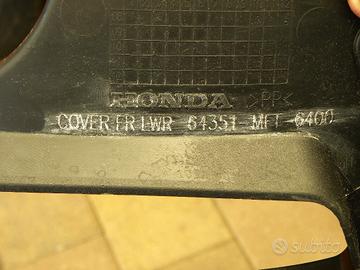 HONDA >PP<
COVER.FR LWR 64351 MFT 6400
subito